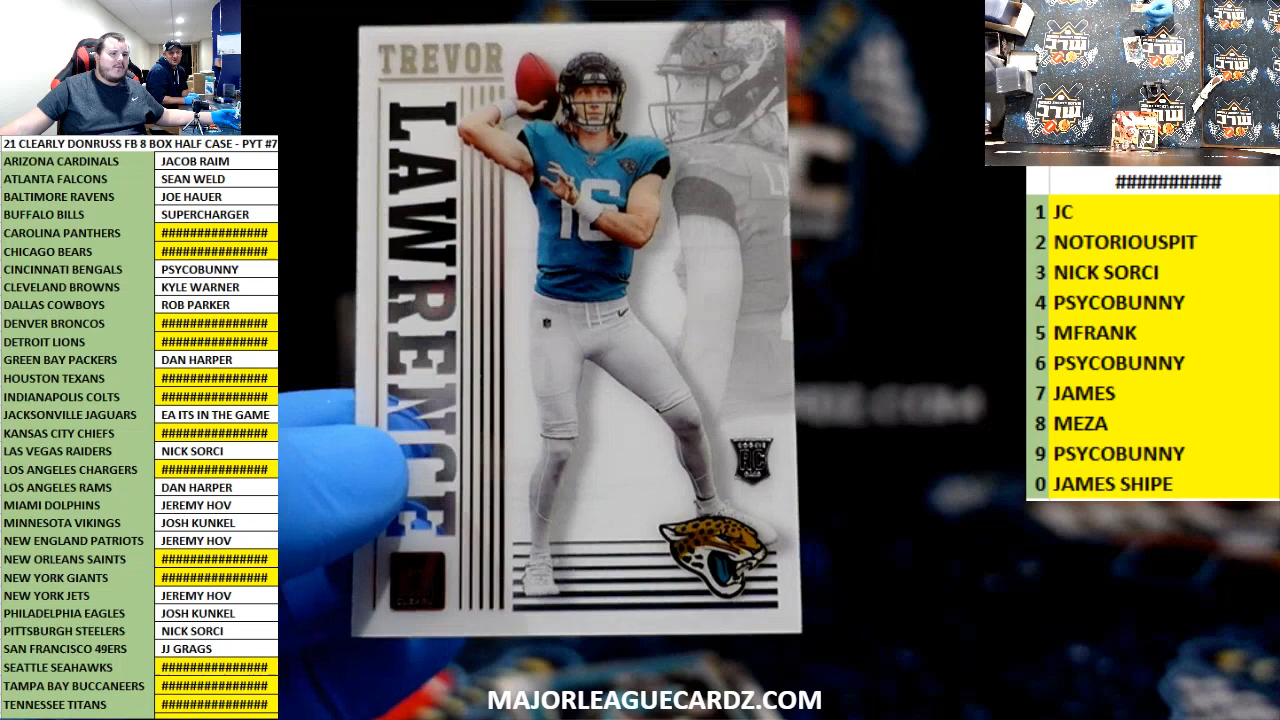 21 CLEARLY DONRUSS FB 8 BOX HALF CASE - PYT #7
ARIZONA CARDINALS JACOB RAIM
ATLANTA FALCONS SEAN WELD
BALTIMORE RAVENS JOE HAUER
BUFFALO BILLS SUPERCHARGER
CAROLINA PANTHERS ###############
CHICAGO BEARS ###############
CINCINNATI BENGALS PSYCOBUNNY
CLEVELAND BROWNS KYLE WARNER
DALLAS COWBOYS ROB PARKER
DENVER BRONCOS ###############
DETROIT LIONS ###############
GREEN BAY PACKERS DAN HARPER
HOUSTON TEXANS ###############
INDIANAPOLIS COLTS ###############
JACKSONVILLE JAGUARS EA ITS IN THE GAME
KANSAS CITY CHIEFS ###############
LAS VEGAS RAIDERS NICK SORCI
LOS ANGELES CHARGERS ###############
LOS ANGELES RAMS DAN HARPER
MIAMI DOLPHINS JEREMY HOV
MINNESOTA VIKINGS JOSH KUNKEL
NEW ENGLAND PATRIOTS JEREMY HOV
NEW ORLEANS SAINTS ###############
NEW YORK GIANTS ###############
NEW YORK JETS JEREMY HOV
PHILADELPHIA EAGLES JOSH KUNKEL
PITTSBURGH STEELERS NICK SORCI
SAN FRANCISCO 49ERS JJ GRAGS
SEATTLE SEAHAWKS ###############
TAMPA BAY BUCCANEERS ###############
TENNESSEE TITANS ###############
TREVOR
LAWRENCE
16
RC
##########
1 JC
2 NOTORIOUSPIT
3 NICK SORCI
4 PSYCOBUNNY
5 MFRANK
6 PSYCOBUNNY
7 JAMES
8 MEZA
9 PSYCOBUNNY
0 JAMES SHIPE
MAJORLEAGUECARDZ.COM